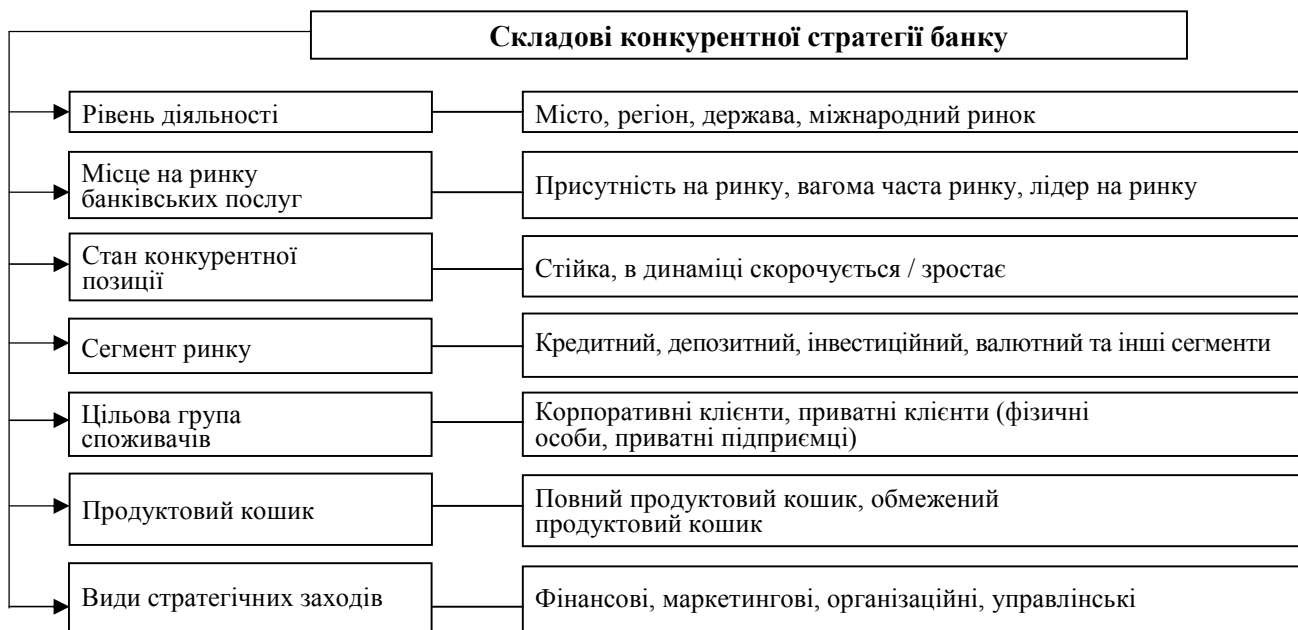 Складові конкурентної стратегії банку
Рівень діяльності
Місто, регіон, держава, міжнародний ринок
Місце на ринку
банківських послуг
Присутність на ринку, вагома часта ринку, лідер на ринку
Стан конкурентної
позиції
Стійка, в динаміці скорочується / зростає
Сегмент ринку
Кредитний, депозитний, інвестиційний, валютний та інші сегменти
Цільова група
споживачів
Корпоративні клієнти, приватні клієнти (фізичні
особи, приватні підприємці)
Продуктовий кошик
Повний продуктовий кошик, обмежений
продуктовий кошик
Види стратегічних заходів
Фінансові, маркетингові, організаційні, управлінські